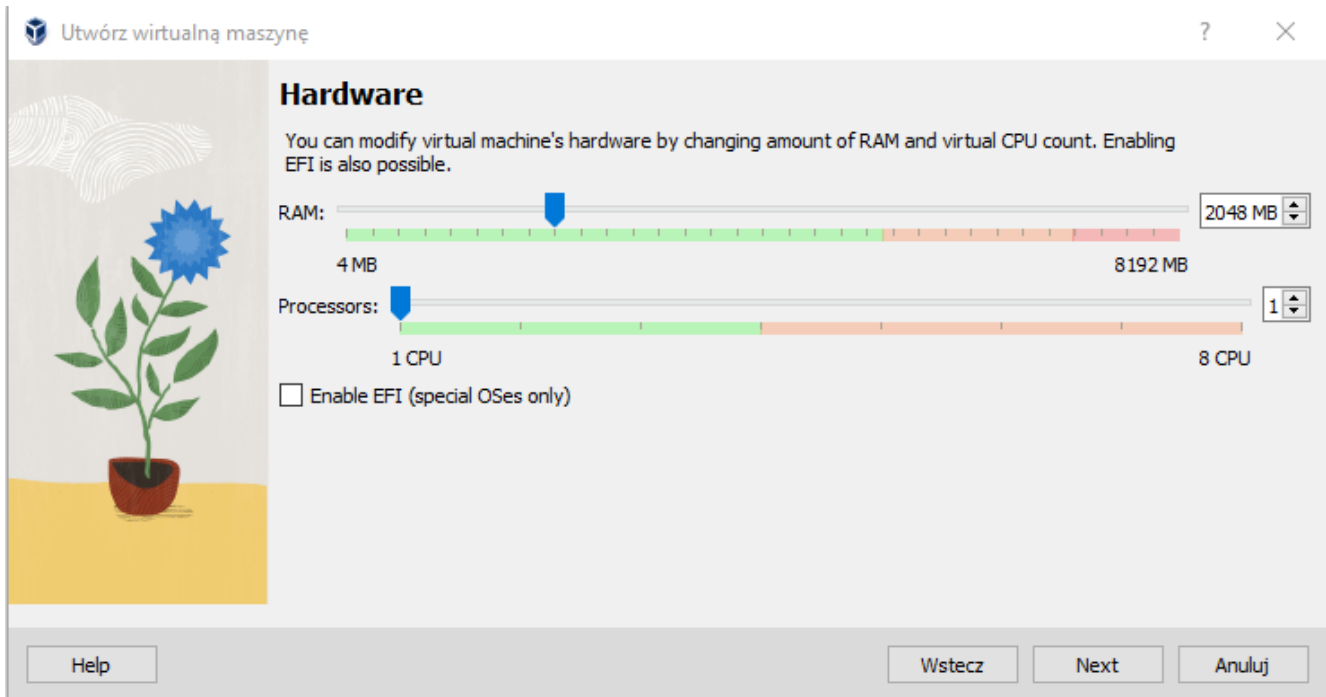 Utwórz wirtualną maszynę
Hardware
You can modify virtual machine's hardware by changing amount of RAM and virtual CPU count. Enabling
EFI is also possible.
RAM: 2048 MB
4 MB 8192 MB
Processors: 1
1 CPU 8 CPU
Enable EFI (special OSes only)
Help Wstecz Next Anuluj